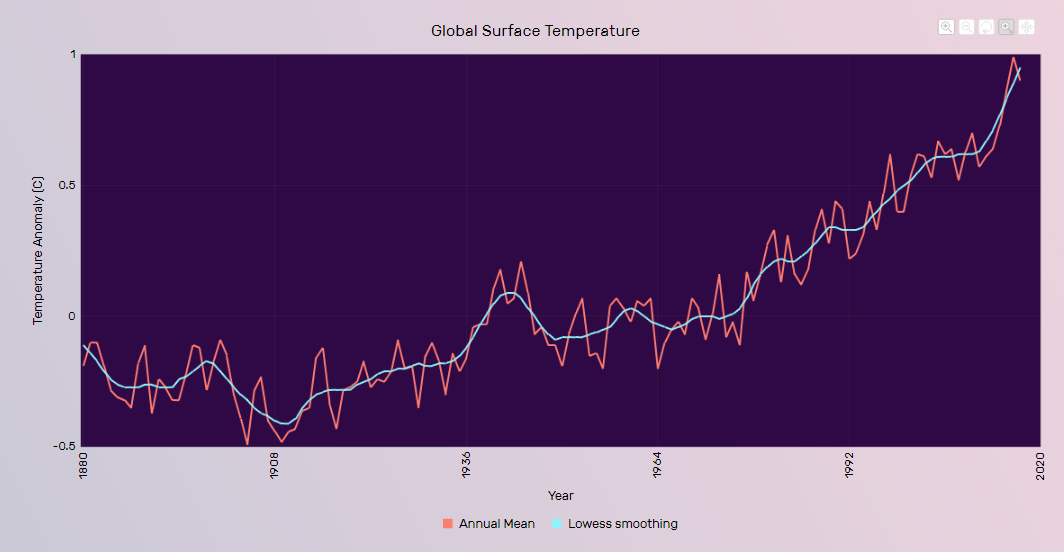 Global Surface Temperature
1
0.5
0
-0.5
Temperature Anomaly [C]
1880
1908
1936
1964
1992
2020
Year
Annual Mean
Lowess smoothing